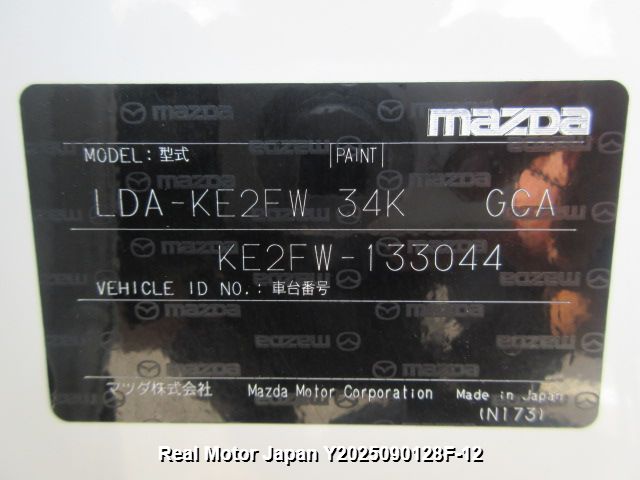 mazda
MODEL: 型式 PAINT
LDA-KE2FW 34K GCA
KE2FW-133044
VEHICLE ID NO.: 車台番号
マツダ株式会社 Mazda Motor Corporation Made in Japan
(N173)
Real Motor Japan Y2025090128F-12